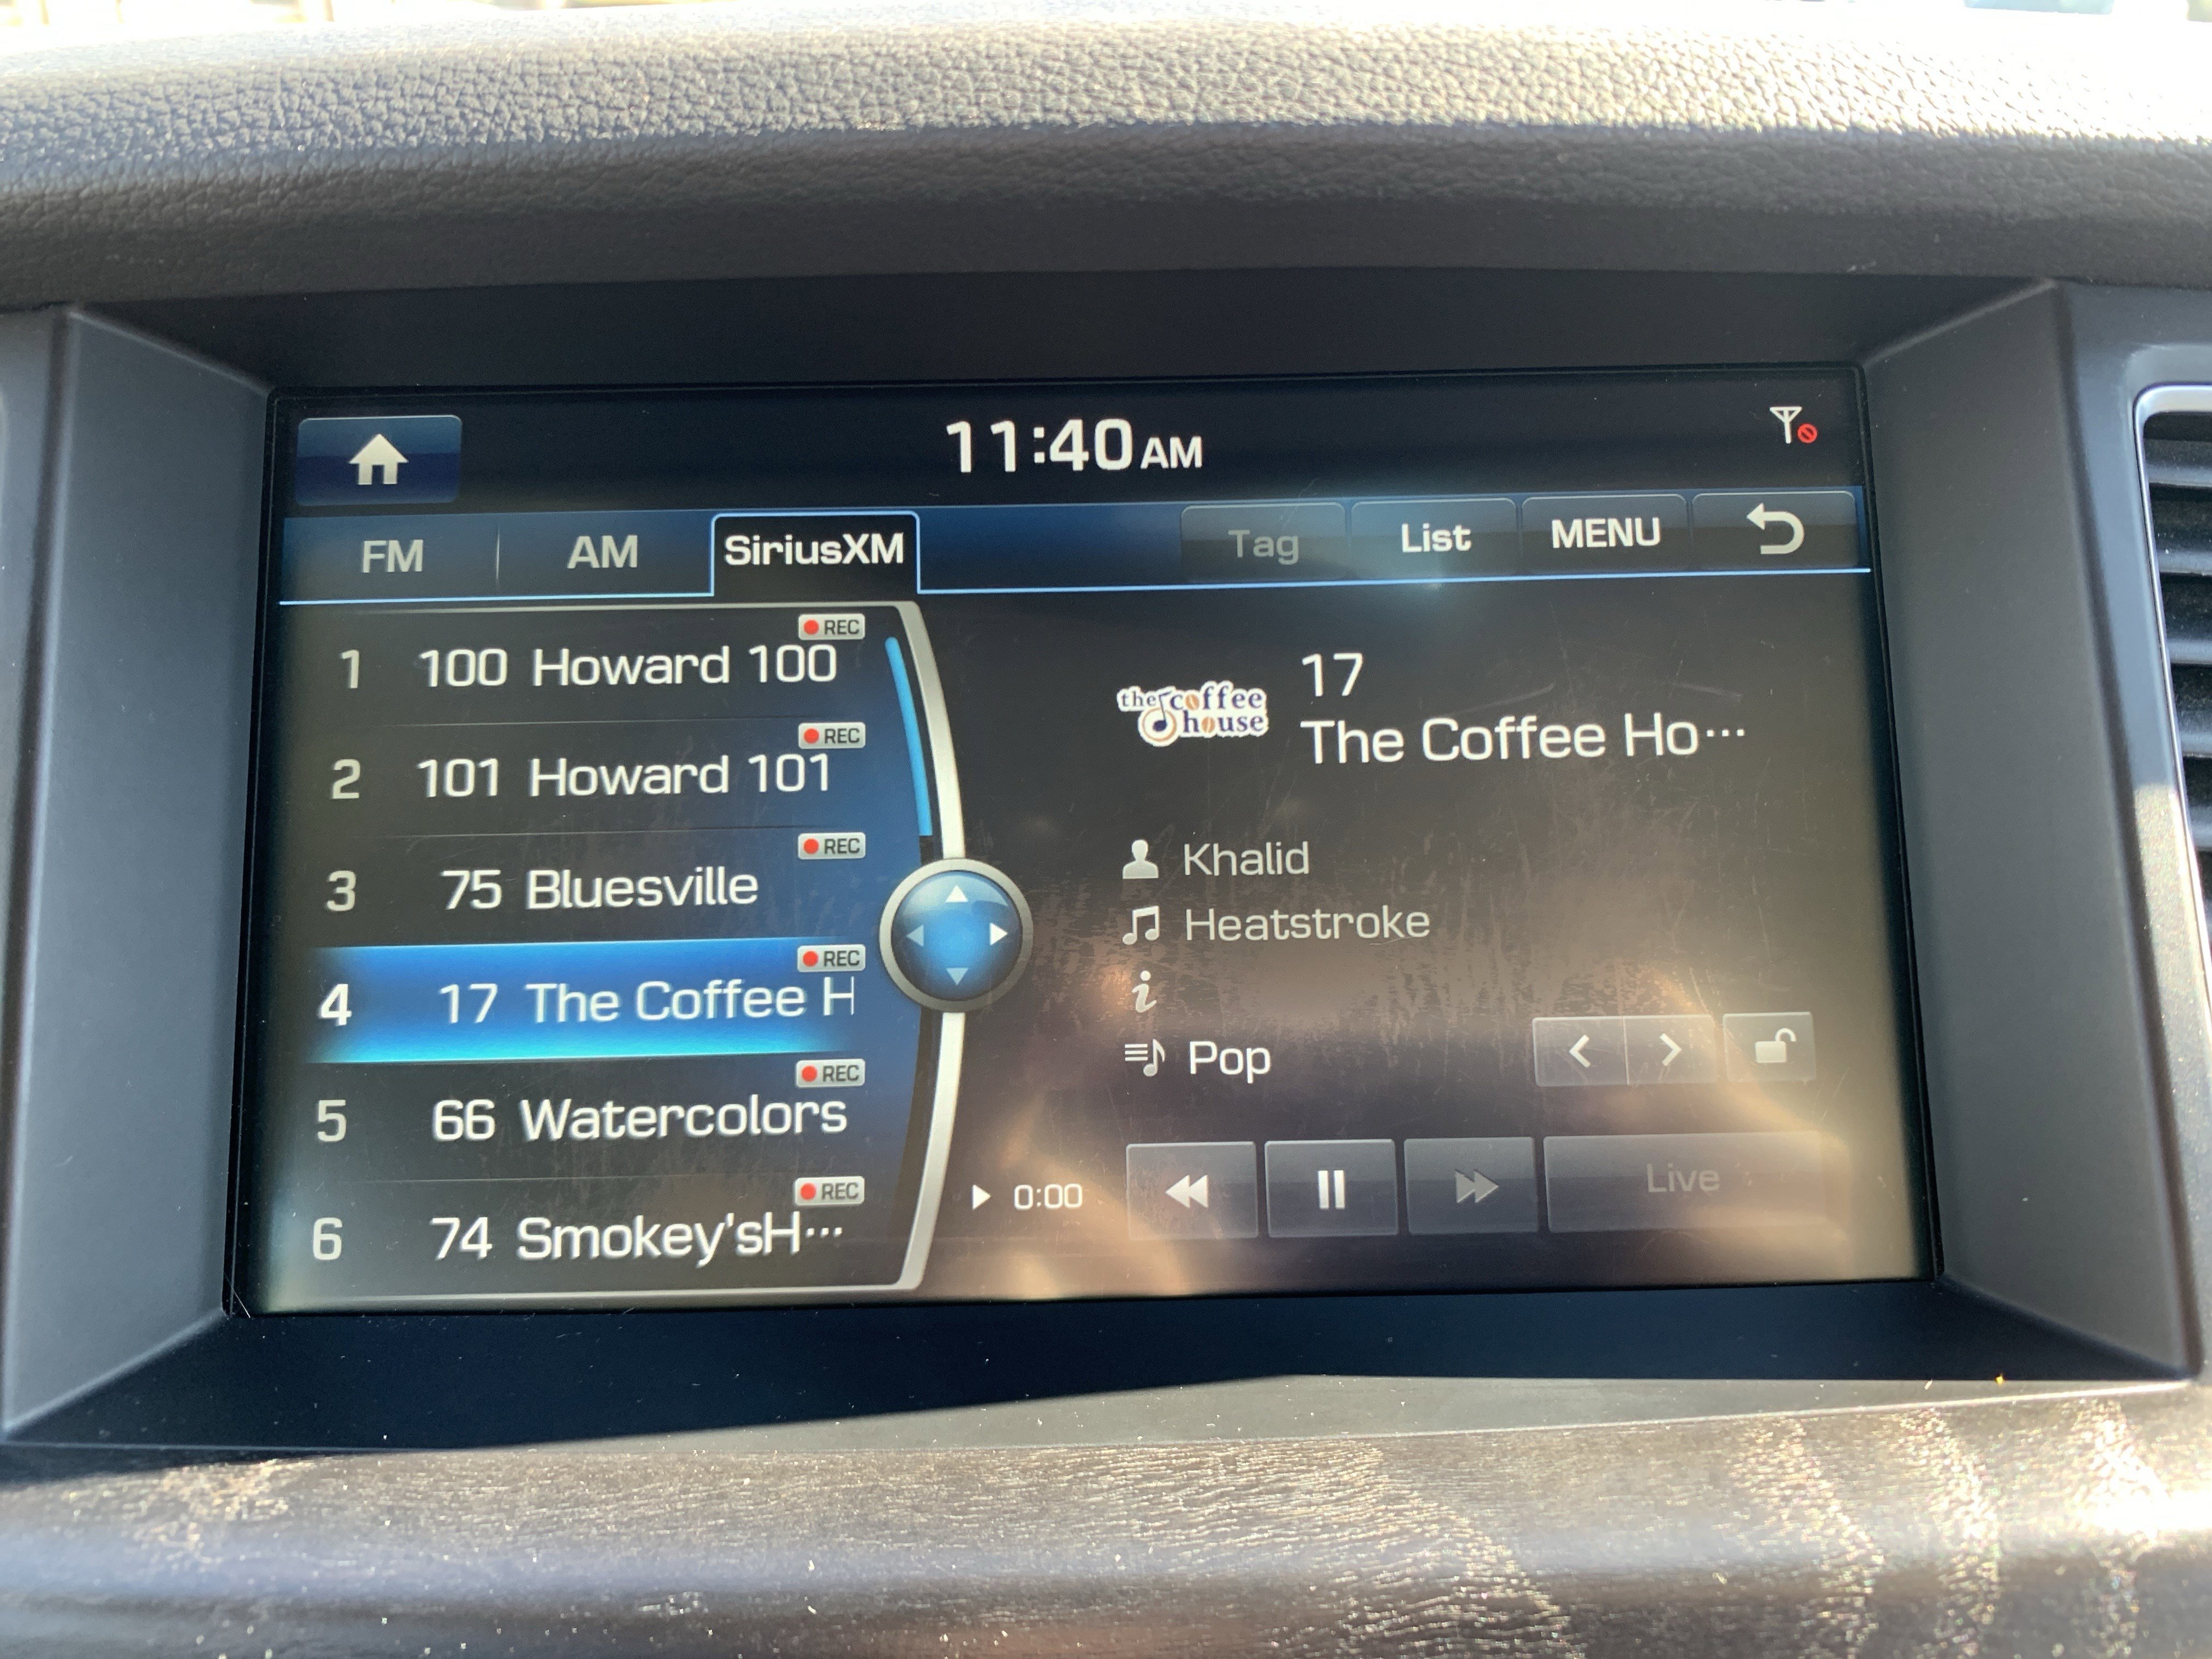 11:40 AM
FM AM SiriusXM Tag List MENU
REC
1 100 Howard 100
REC
2 101 Howard 101
REC
3 75 Bluesville
REC
4 17 The Coffee H
REC
5 66 Watercolors
REC
6 74 Smokey'sH...
the coffee
house
17
The Coffee Ho...
Khalid
Heatstroke
i
Pop
0:00 Live